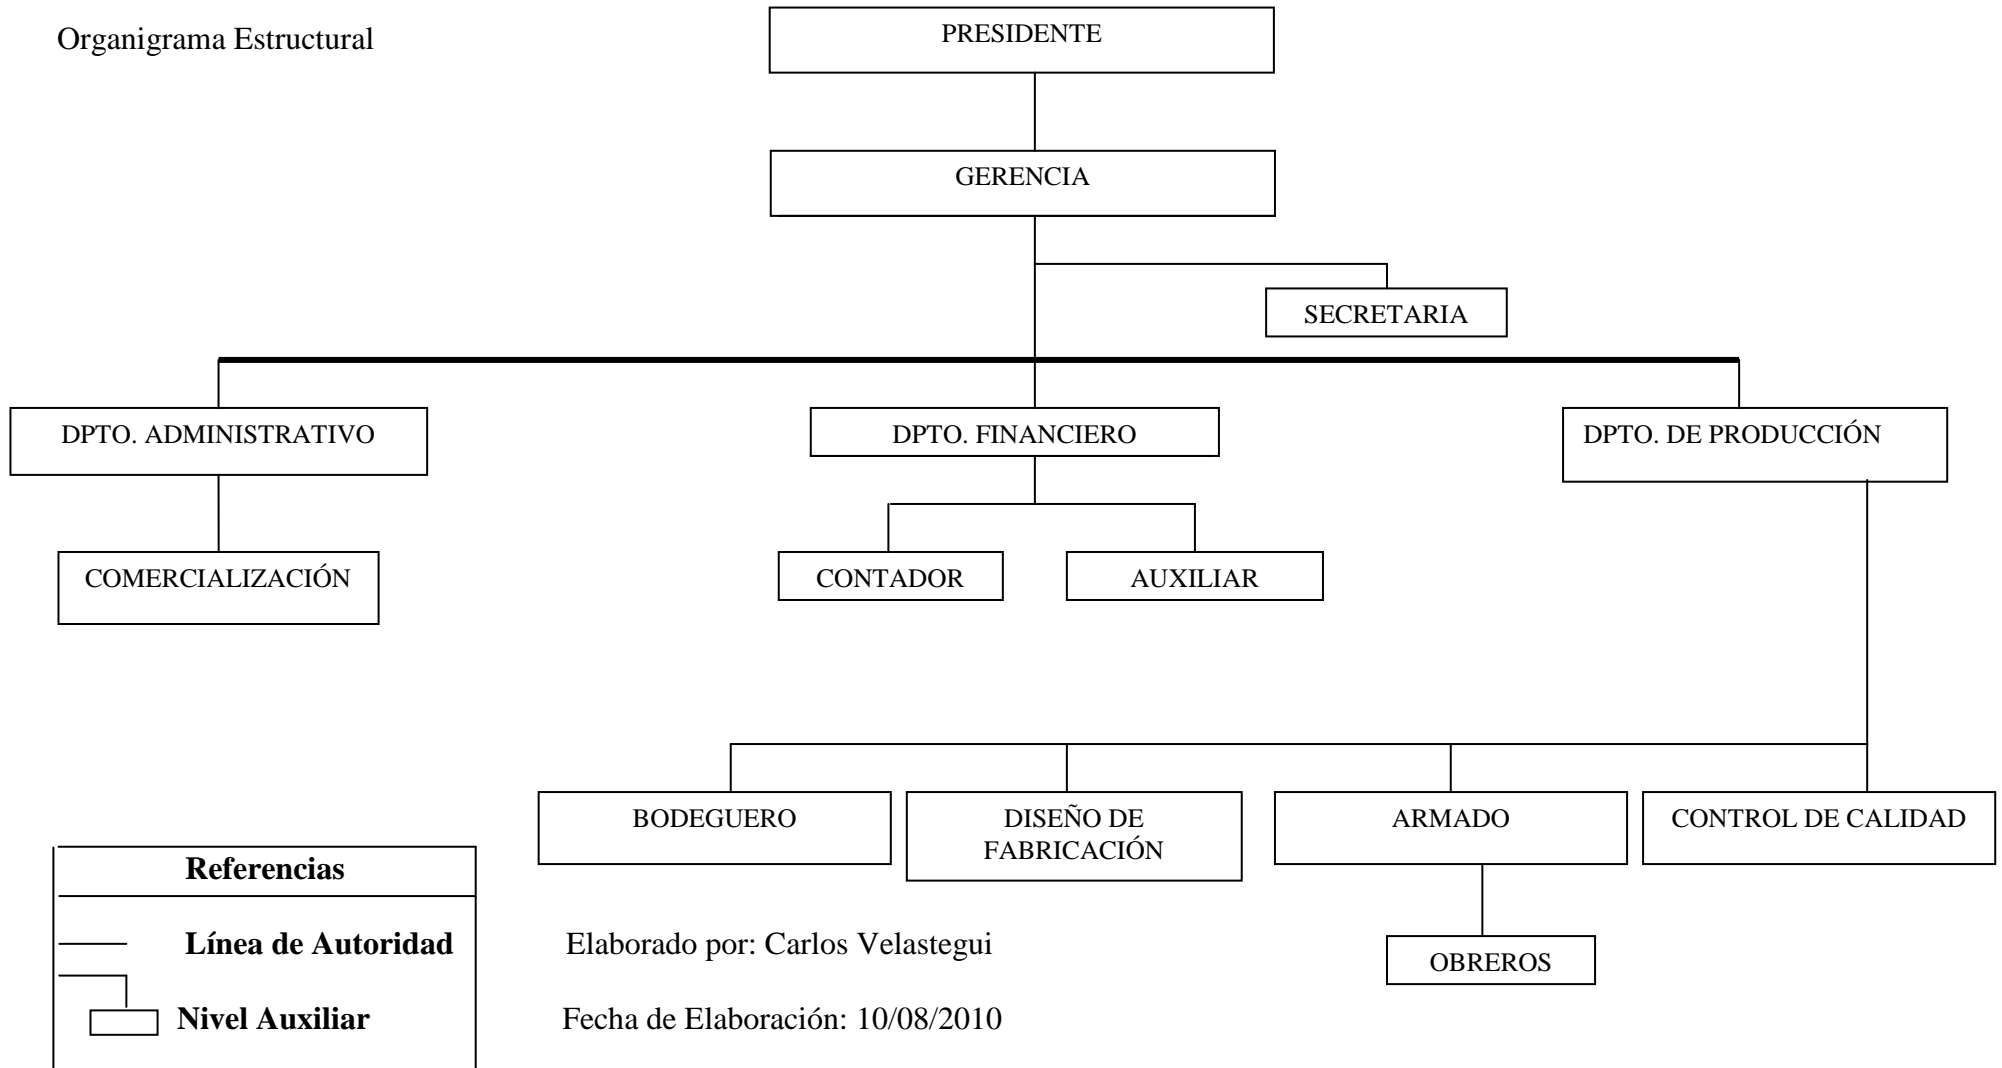 Organigrama Estructural
PRESIDENTE
GERENCIA
SECRETARIA
DPTO. ADMINISTRATIVO
DPTO. FINANCIERO
DPTO. DE PRODUCCIÓN
COMERCIALIZACIÓN
CONTADOR
AUXILIAR
BODEGUERO
DISEÑO DE
FABRICACIÓN
ARMADO
CONTROL DE CALIDAD
OBREROS
Referencias
Línea de Autoridad
Nivel Auxiliar
Elaborado por: Carlos Velastegui
Fecha de Elaboración: 10/08/2010